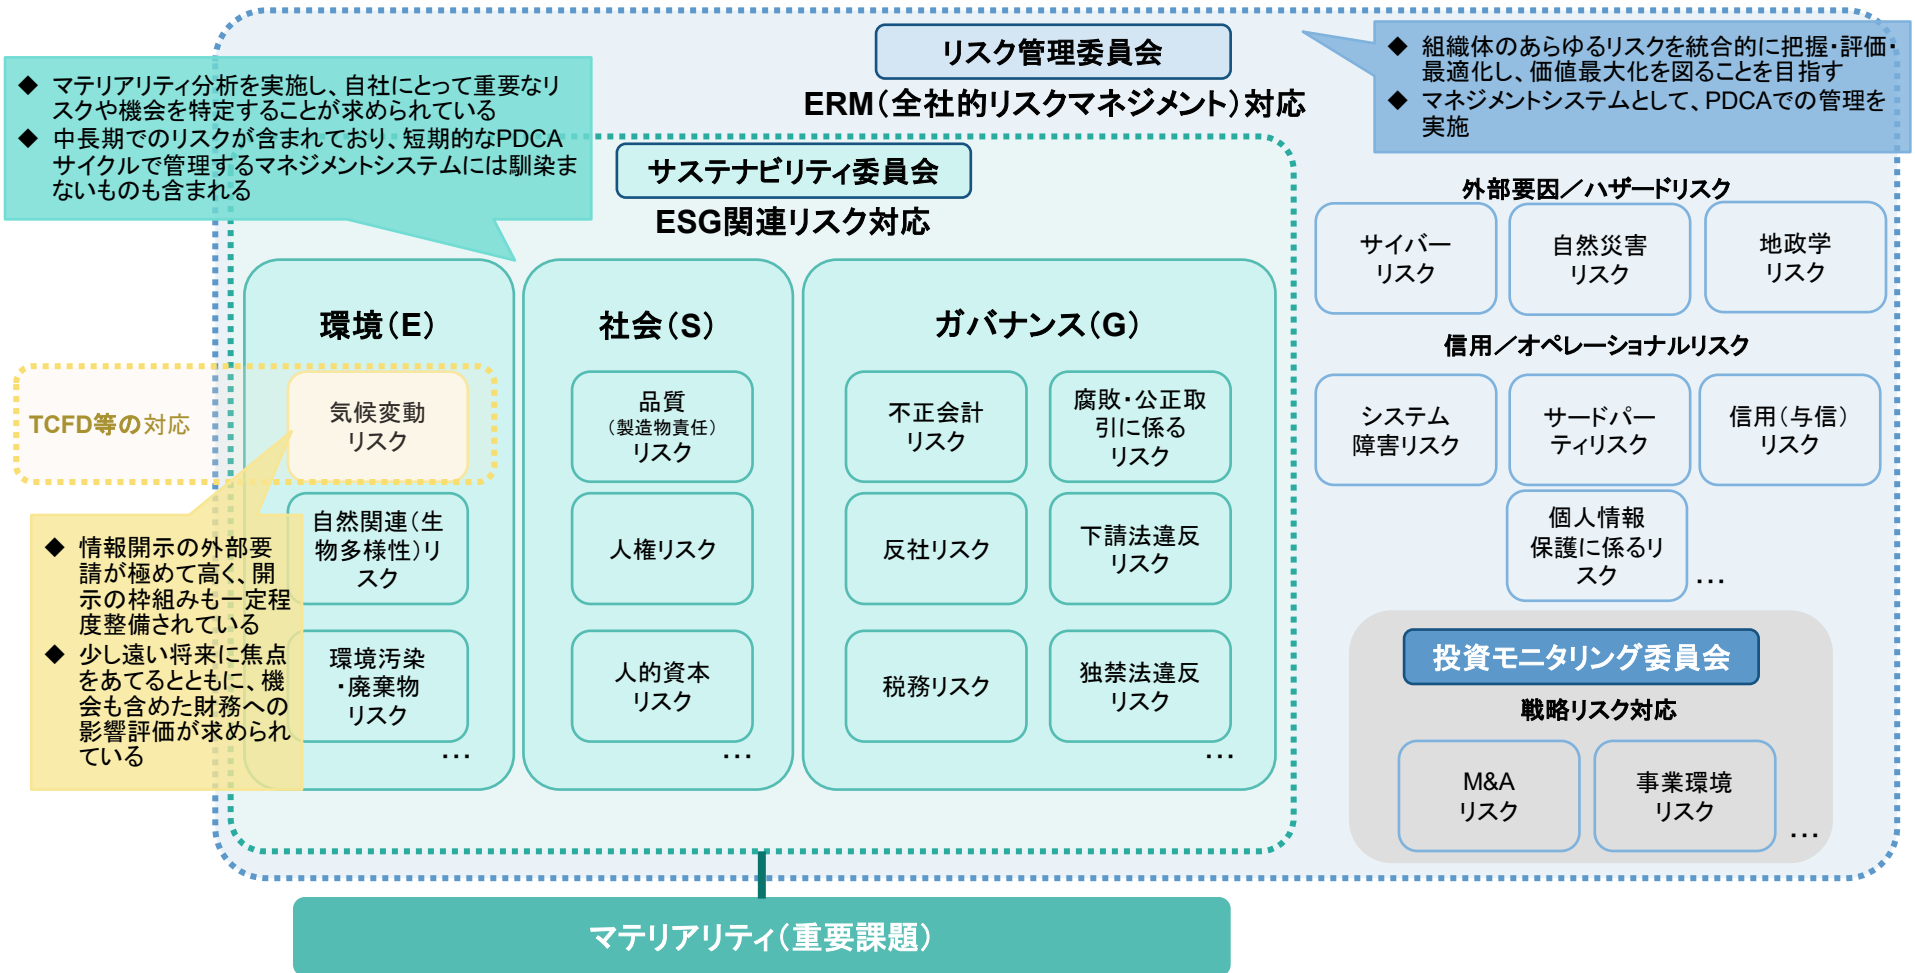 リスク管理委員会
ERM（全社的リスクマネジメント）対応
◆ 組織体のあらゆるリスクを統合的に把握・評価・
最適化し、価値最大化を図ることを目指す
◆ マネジメントシステムとして、PDCAでの管理を
実施
◆ マテリアリティ分析を実施し、自社にとって重要なリ
スクや機会を特定することが求められている
◆ 中長期でのリスクが含まれており、短期的なPDCA
サイクルで管理するマネジメントシステムには馴染ま
ないものも含まれる
サステナビリティ委員会
ESG関連リスク対応
環境（E）
TCFD等の対応
気候変動
リスク
自然関連（生
物多様性）リ
スク
環境汚染
・廃棄物
リスク
…
◆ 情報開示の外部要
請が極めて高く、開
示の枠組みも一定程
度整備されている
◆ 少し遠い将来に焦点
をあてるとともに、機
会も含めた財務への
影響評価が求められ
ている
社会（S）
品質
（製造物責任）
リスク
人権リスク
人的資本
リスク
…
ガバナンス（G）
不正会計
リスク
腐敗・公正取
引に係る
リスク
反社リスク
下請法違反
リスク
税務リスク
独禁法違反
リスク
…
外部要因／ハザードリスク
サイバー
リスク
自然災害
リスク
地政学
リスク
信用／オペレーショナルリスク
システム
障害リスク
サードパー
ティリスク
信用（与信）
リスク
個人情報
保護に係るリ
スク
…
投資モニタリング委員会
戦略リスク対応
M&A
リスク
事業環境
リスク
…
マテリアリティ（重要課題）